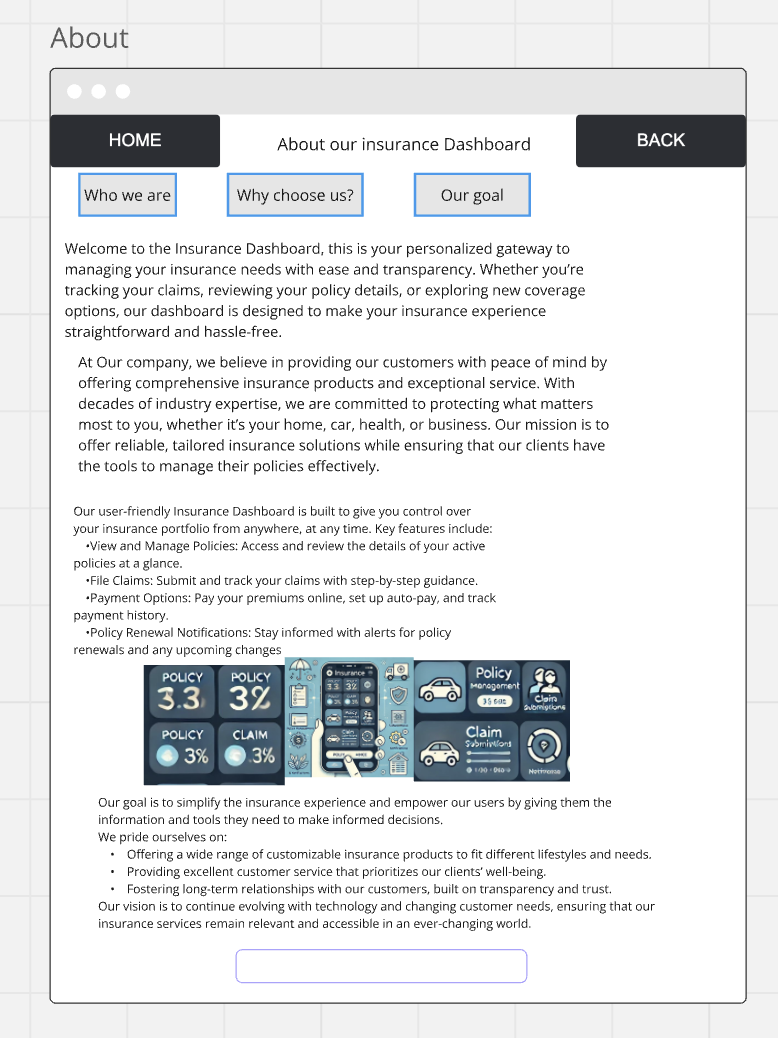 About
HOME
About our insurance Dashboard
BACK
Who we are
Why choose us?
Our goal
Welcome to the Insurance Dashboard, this is your personalized gateway to
managing your insurance needs with ease and transparency. Whether you're
tracking your claims, reviewing your policy details, or exploring new coverage
options, our dashboard is designed to make your insurance experience
straightforward and hassle-free.
At Our company, we believe in providing our customers with peace of mind by
offering comprehensive insurance products and exceptional service. With
decades of industry expertise, we are committed to protecting what matters
most to you, whether it's your home, car, health, or business. Our mission is to
offer reliable, tailored insurance solutions while ensuring that our clients have
the tools to manage their policies effectively.
Our user-friendly Insurance Dashboard is built to give you control over
your insurance portfolio from anywhere, at any time. Key features include:
•View and Manage Policies: Access and review the details of your active
policies at a glance.
•File Claims: Submit and track your claims with step-by-step guidance.
•Payment Options: Pay your premiums online, set up auto-pay, and track
payment history.
•Policy Renewal Notifications: Stay informed with alerts for policy
renewals and any upcoming changes
POLICY
3.3
POLICY
3%
POLICY
3%
CLAIM
.3%
Insurance
Policy
Management
Claim
Claim
Our goal is to simplify the insurance experience and empower our users by giving them the
information and tools they need to make informed decisions.
We pride ourselves on:
• Offering a wide range of customizable insurance products to fit different lifestyles and needs.
• Providing excellent customer service that prioritizes our clients' well-being.
• Fostering long-term relationships with our customers, built on transparency and trust.
Our vision is to continue evolving with technology and changing customer needs, ensuring that our
insurance services remain relevant and accessible in an ever-changing world.